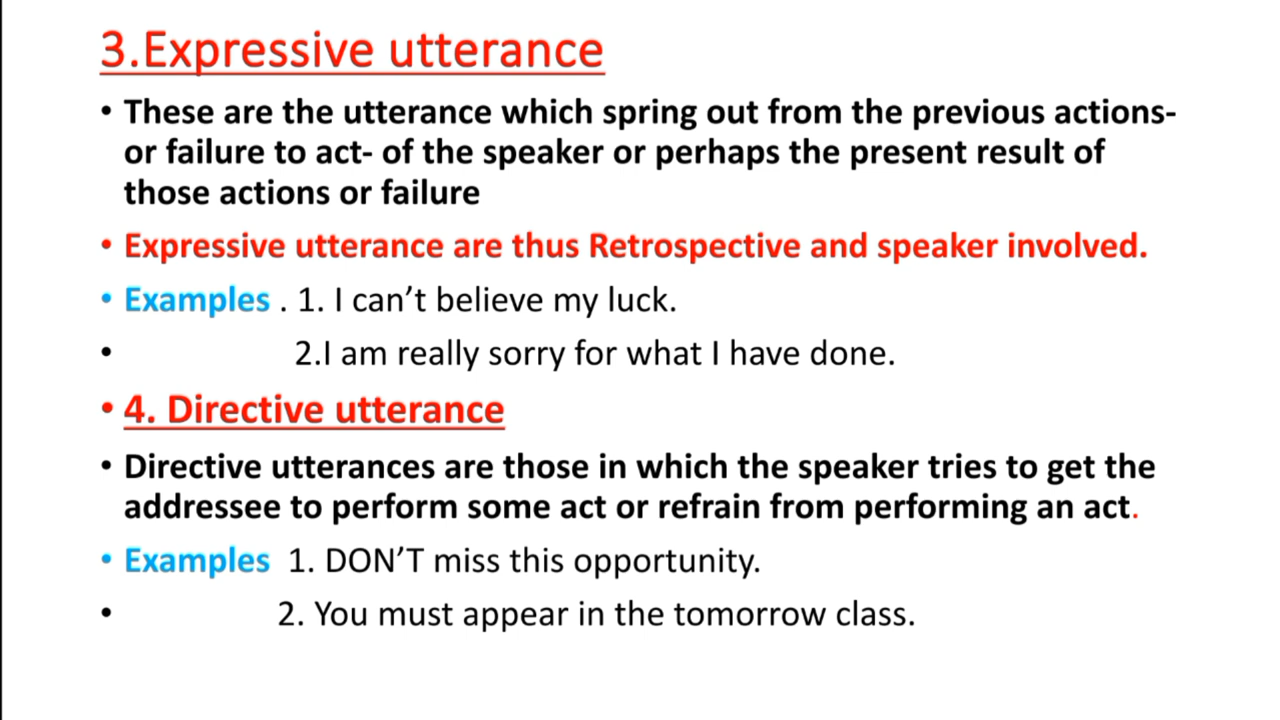 3.Expressive utterance
• These are the utterance which spring out from the previous actions-
or failure to act- of the speaker or perhaps the present result of
those actions or failure
• Expressive utterance are thus Retrospective and speaker involved.
• Examples . 1. I can’t believe my luck.
• 2.I am really sorry for what I have done.
• 4. Directive utterance
• Directive utterances are those in which the speaker tries to get the
addressee to perform some act or refrain from performing an act.
• Examples 1. DON’T miss this opportunity.
• 2. You must appear in the tomorrow class.